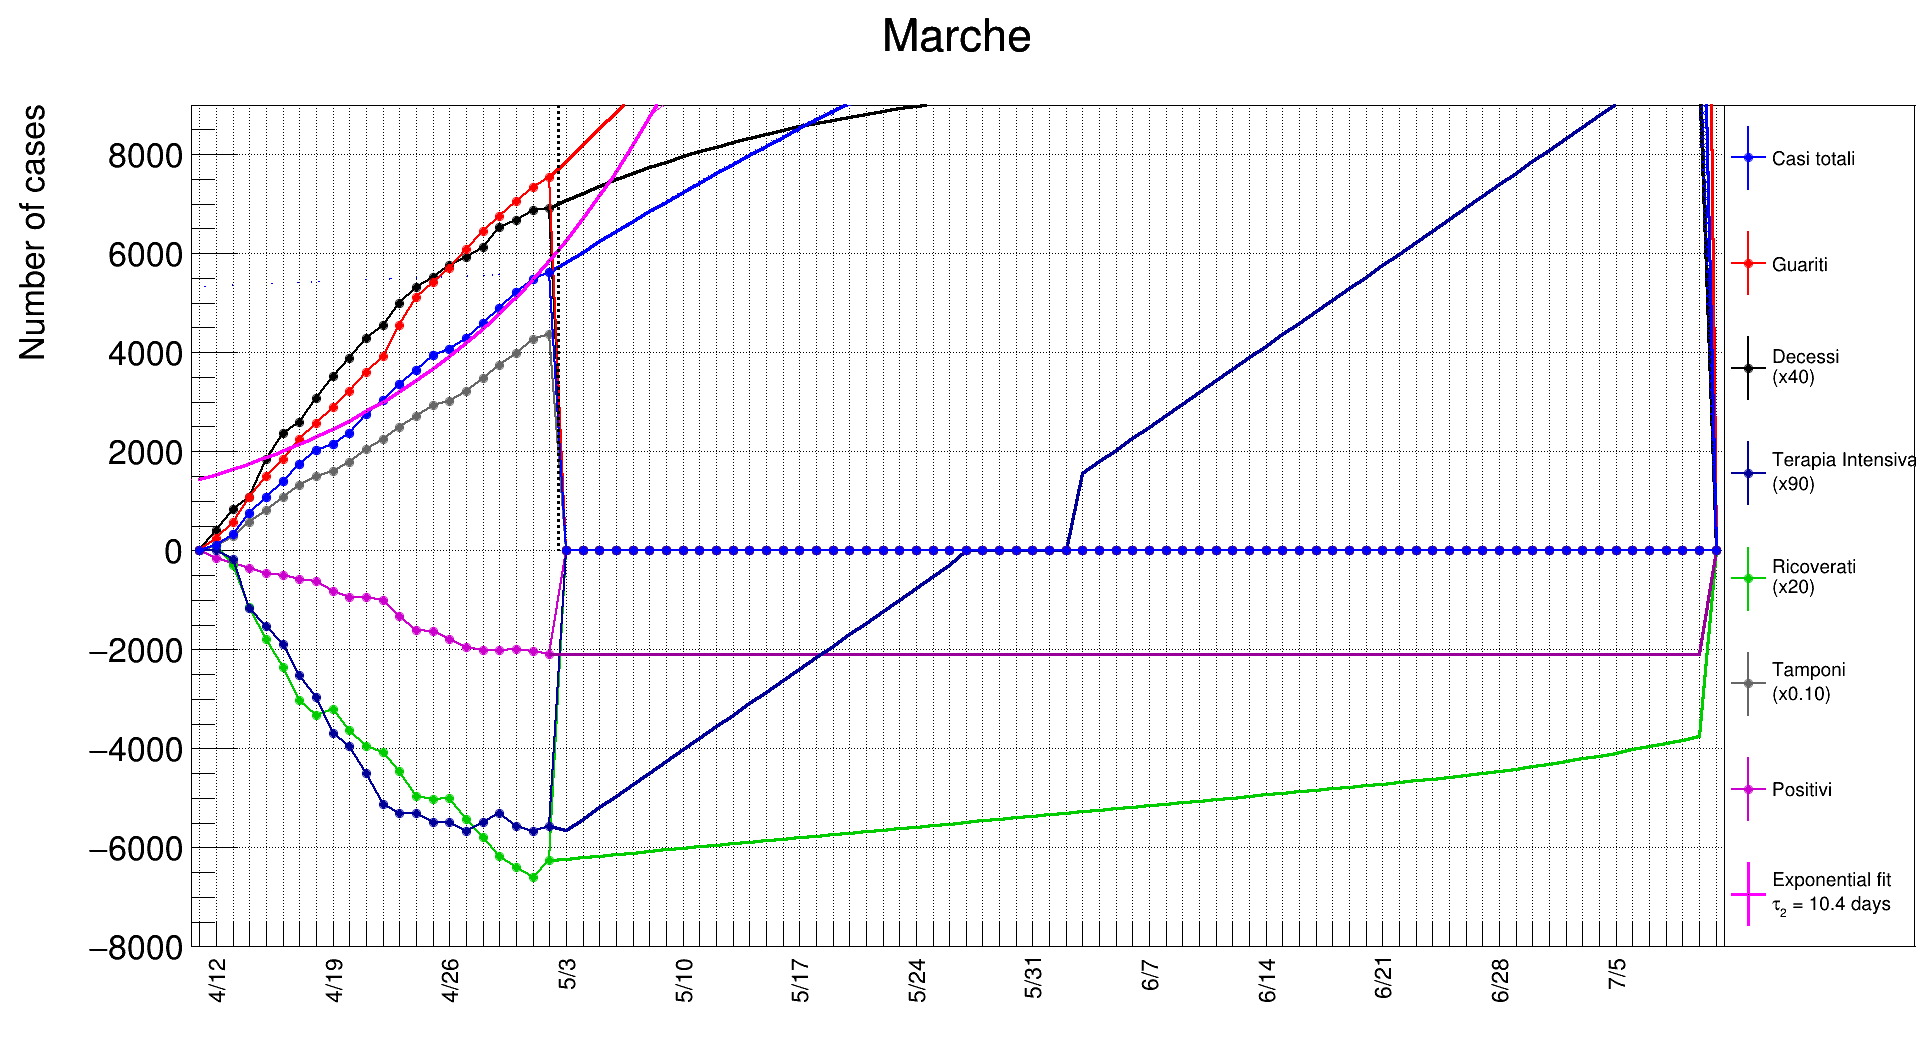 Marche
Number of cases
8000
6000
4000
2000
0
−2000
−4000
−6000
−8000
4/12
4/19
4/26
5/3
5/10
5/17
5/24
5/31
6/7
6/14
6/21
6/28
7/5
Casi totali
Guariti
Decessi
(x40)
Terapia Intensiva
(x90)
Ricoverati
(x20)
Tamponi
(x0.10)
Positivi
Exponential fit
τ2 = 10.4 days